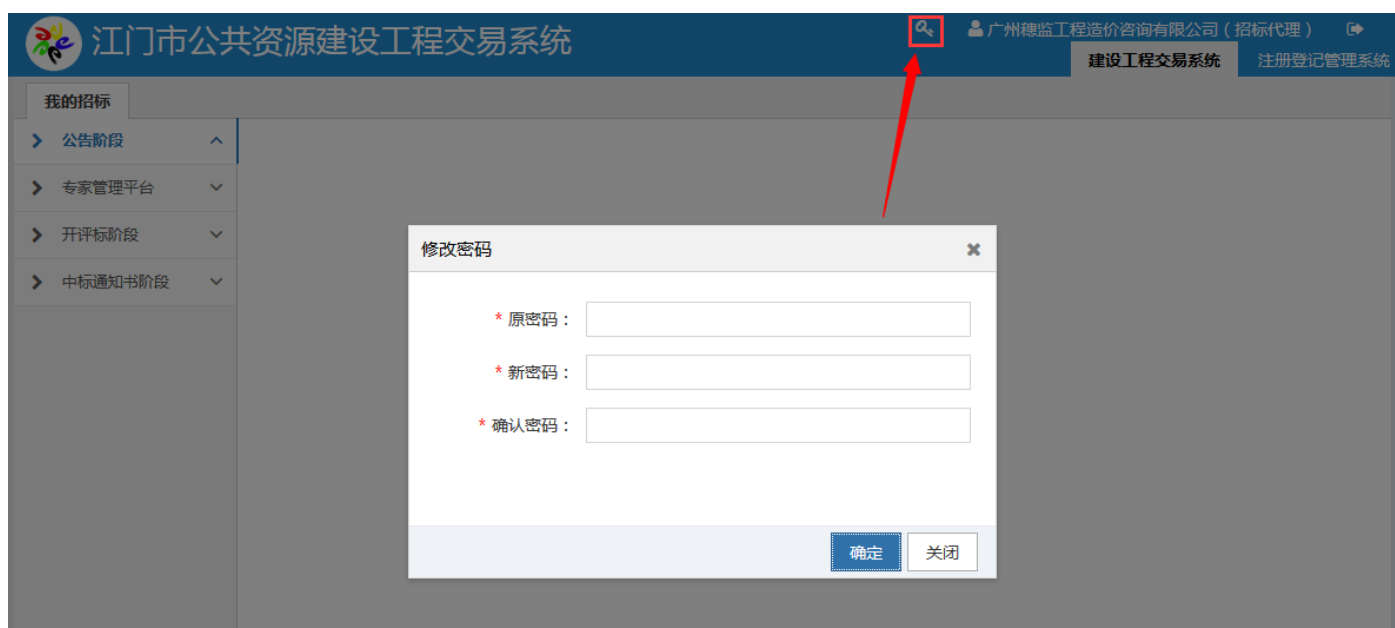 江门市公共资源建设工程交易系统
广州穗监工程造价咨询有限公司（招标代理）
建设工程交易系统
注册登记管理系统
我的招标
公告阶段
专家管理平台
开评标阶段
中标通知书阶段
修改密码
* 原密码：
* 新密码：
* 确认密码：
确定
关闭